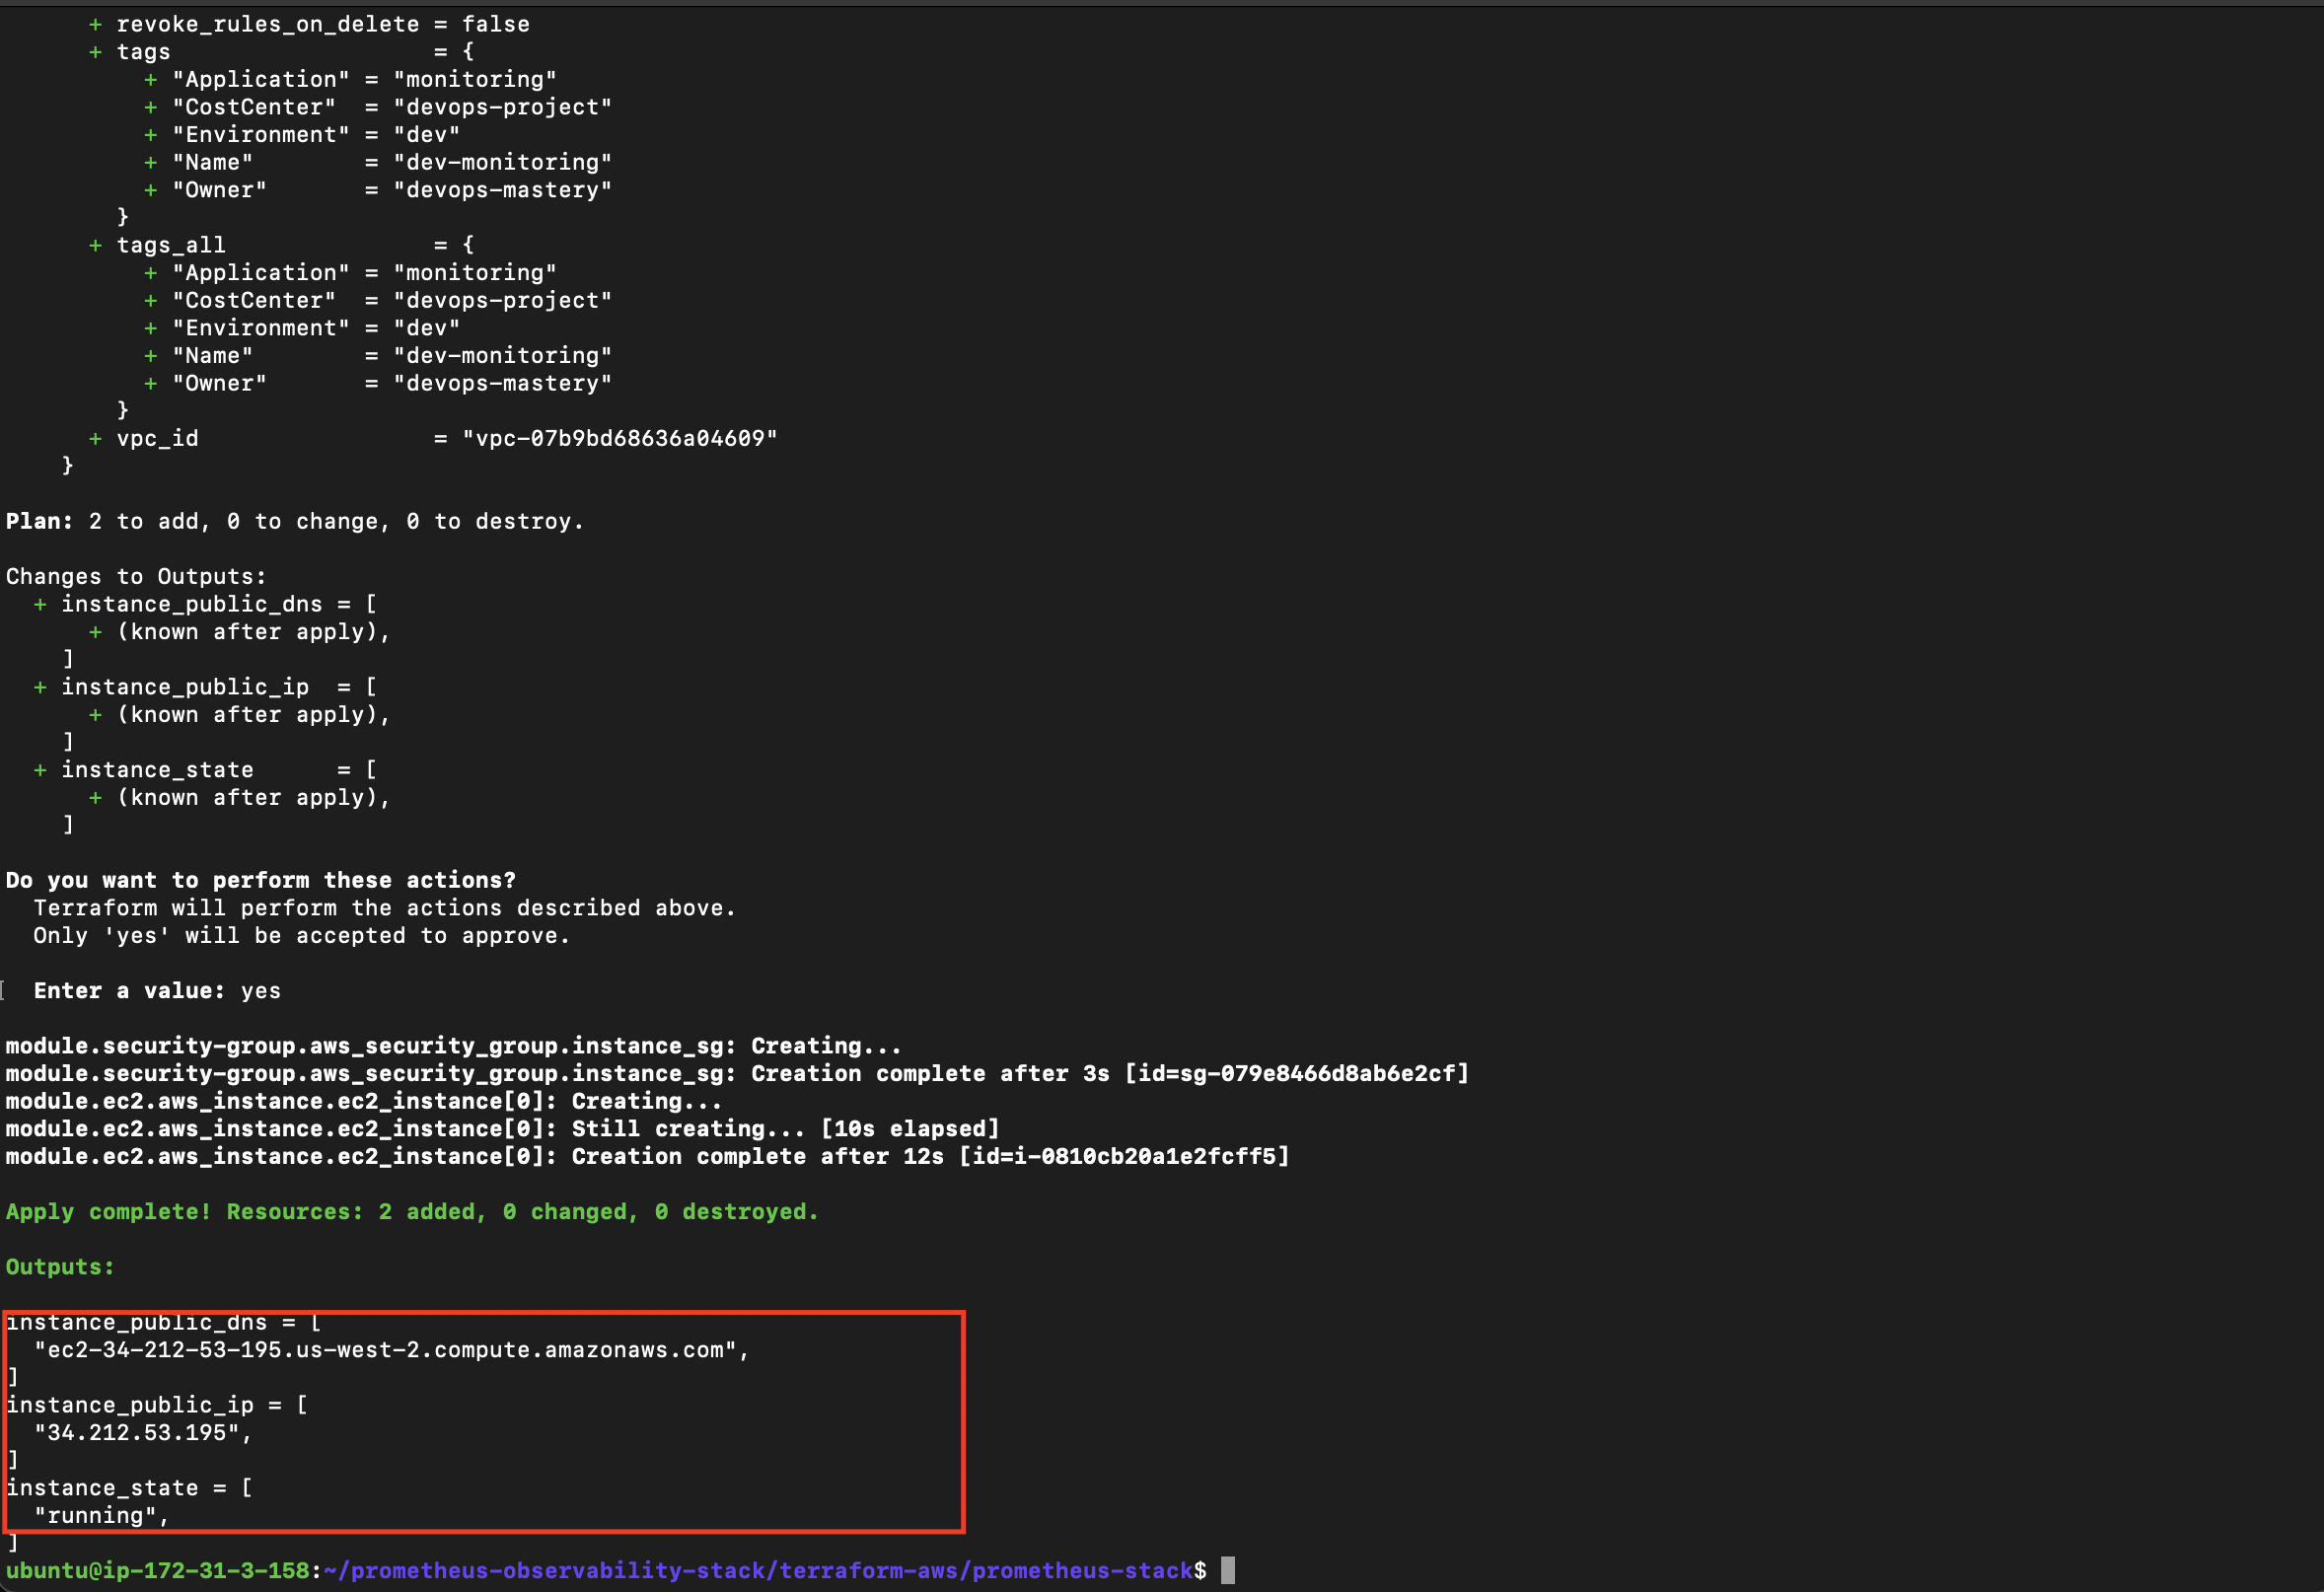 + revoke_rules_on_delete = false
+ tags                   = {
+ "Application" = "monitoring"
+ "CostCenter"  = "devops-project"
+ "Environment" = "dev"
+ "Name"        = "dev-monitoring"
+ "Owner"       = "devops-mastery"
}
+ tags_all               = {
+ "Application" = "monitoring"
+ "CostCenter"  = "devops-project"
+ "Environment" = "dev"
+ "Name"        = "dev-monitoring"
+ "Owner"       = "devops-mastery"
}
+ vpc_id                 = "vpc-07b9bd68636a04609"
}
Plan: 2 to add, 0 to change, 0 to destroy.
Changes to Outputs:
+ instance_public_dns = [
+ (known after apply),
]
+ instance_public_ip  = [
+ (known after apply),
]
+ instance_state      = [
+ (known after apply),
]
Do you want to perform these actions?
Terraform will perform the actions described above.
Only 'yes' will be accepted to approve.
Enter a value: yes
module.security-group.aws_security_group.instance_sg: Creating...
module.security-group.aws_security_group.instance_sg: Creation complete after 3s [id=sg-079e8466d8ab6e2cf]
module.ec2.aws_instance.ec2_instance[0]: Creating...
module.ec2.aws_instance.ec2_instance[0]: Still creating... [10s elapsed]
module.ec2.aws_instance.ec2_instance[0]: Creation complete after 12s [id=i-0810cb20a1e2fcff5]
Apply complete! Resources: 2 added, 0 changed, 0 destroyed.
Outputs:
instance_public_dns = [
"ec2-34-212-53-195.us-west-2.compute.amazonaws.com",
]
instance_public_ip = [
"34.212.53.195",
]
instance_state = [
"running",
]
ubuntu@ip-172-31-3-158:~/prometheus-observability-stack/terraform-aws/prometheus-stack$